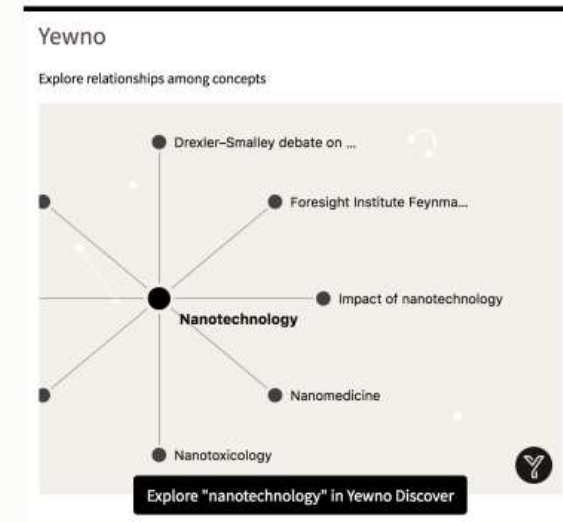 Yewno
Explore relationships among concepts
Drexler–Smalley debate on ...
Foresight Institute Feynma...
Impact of nanotechnology
Nanotechnology
Nanomedicine
Nanotoxicology
Explore "nanotechnology" in Yewno Discover